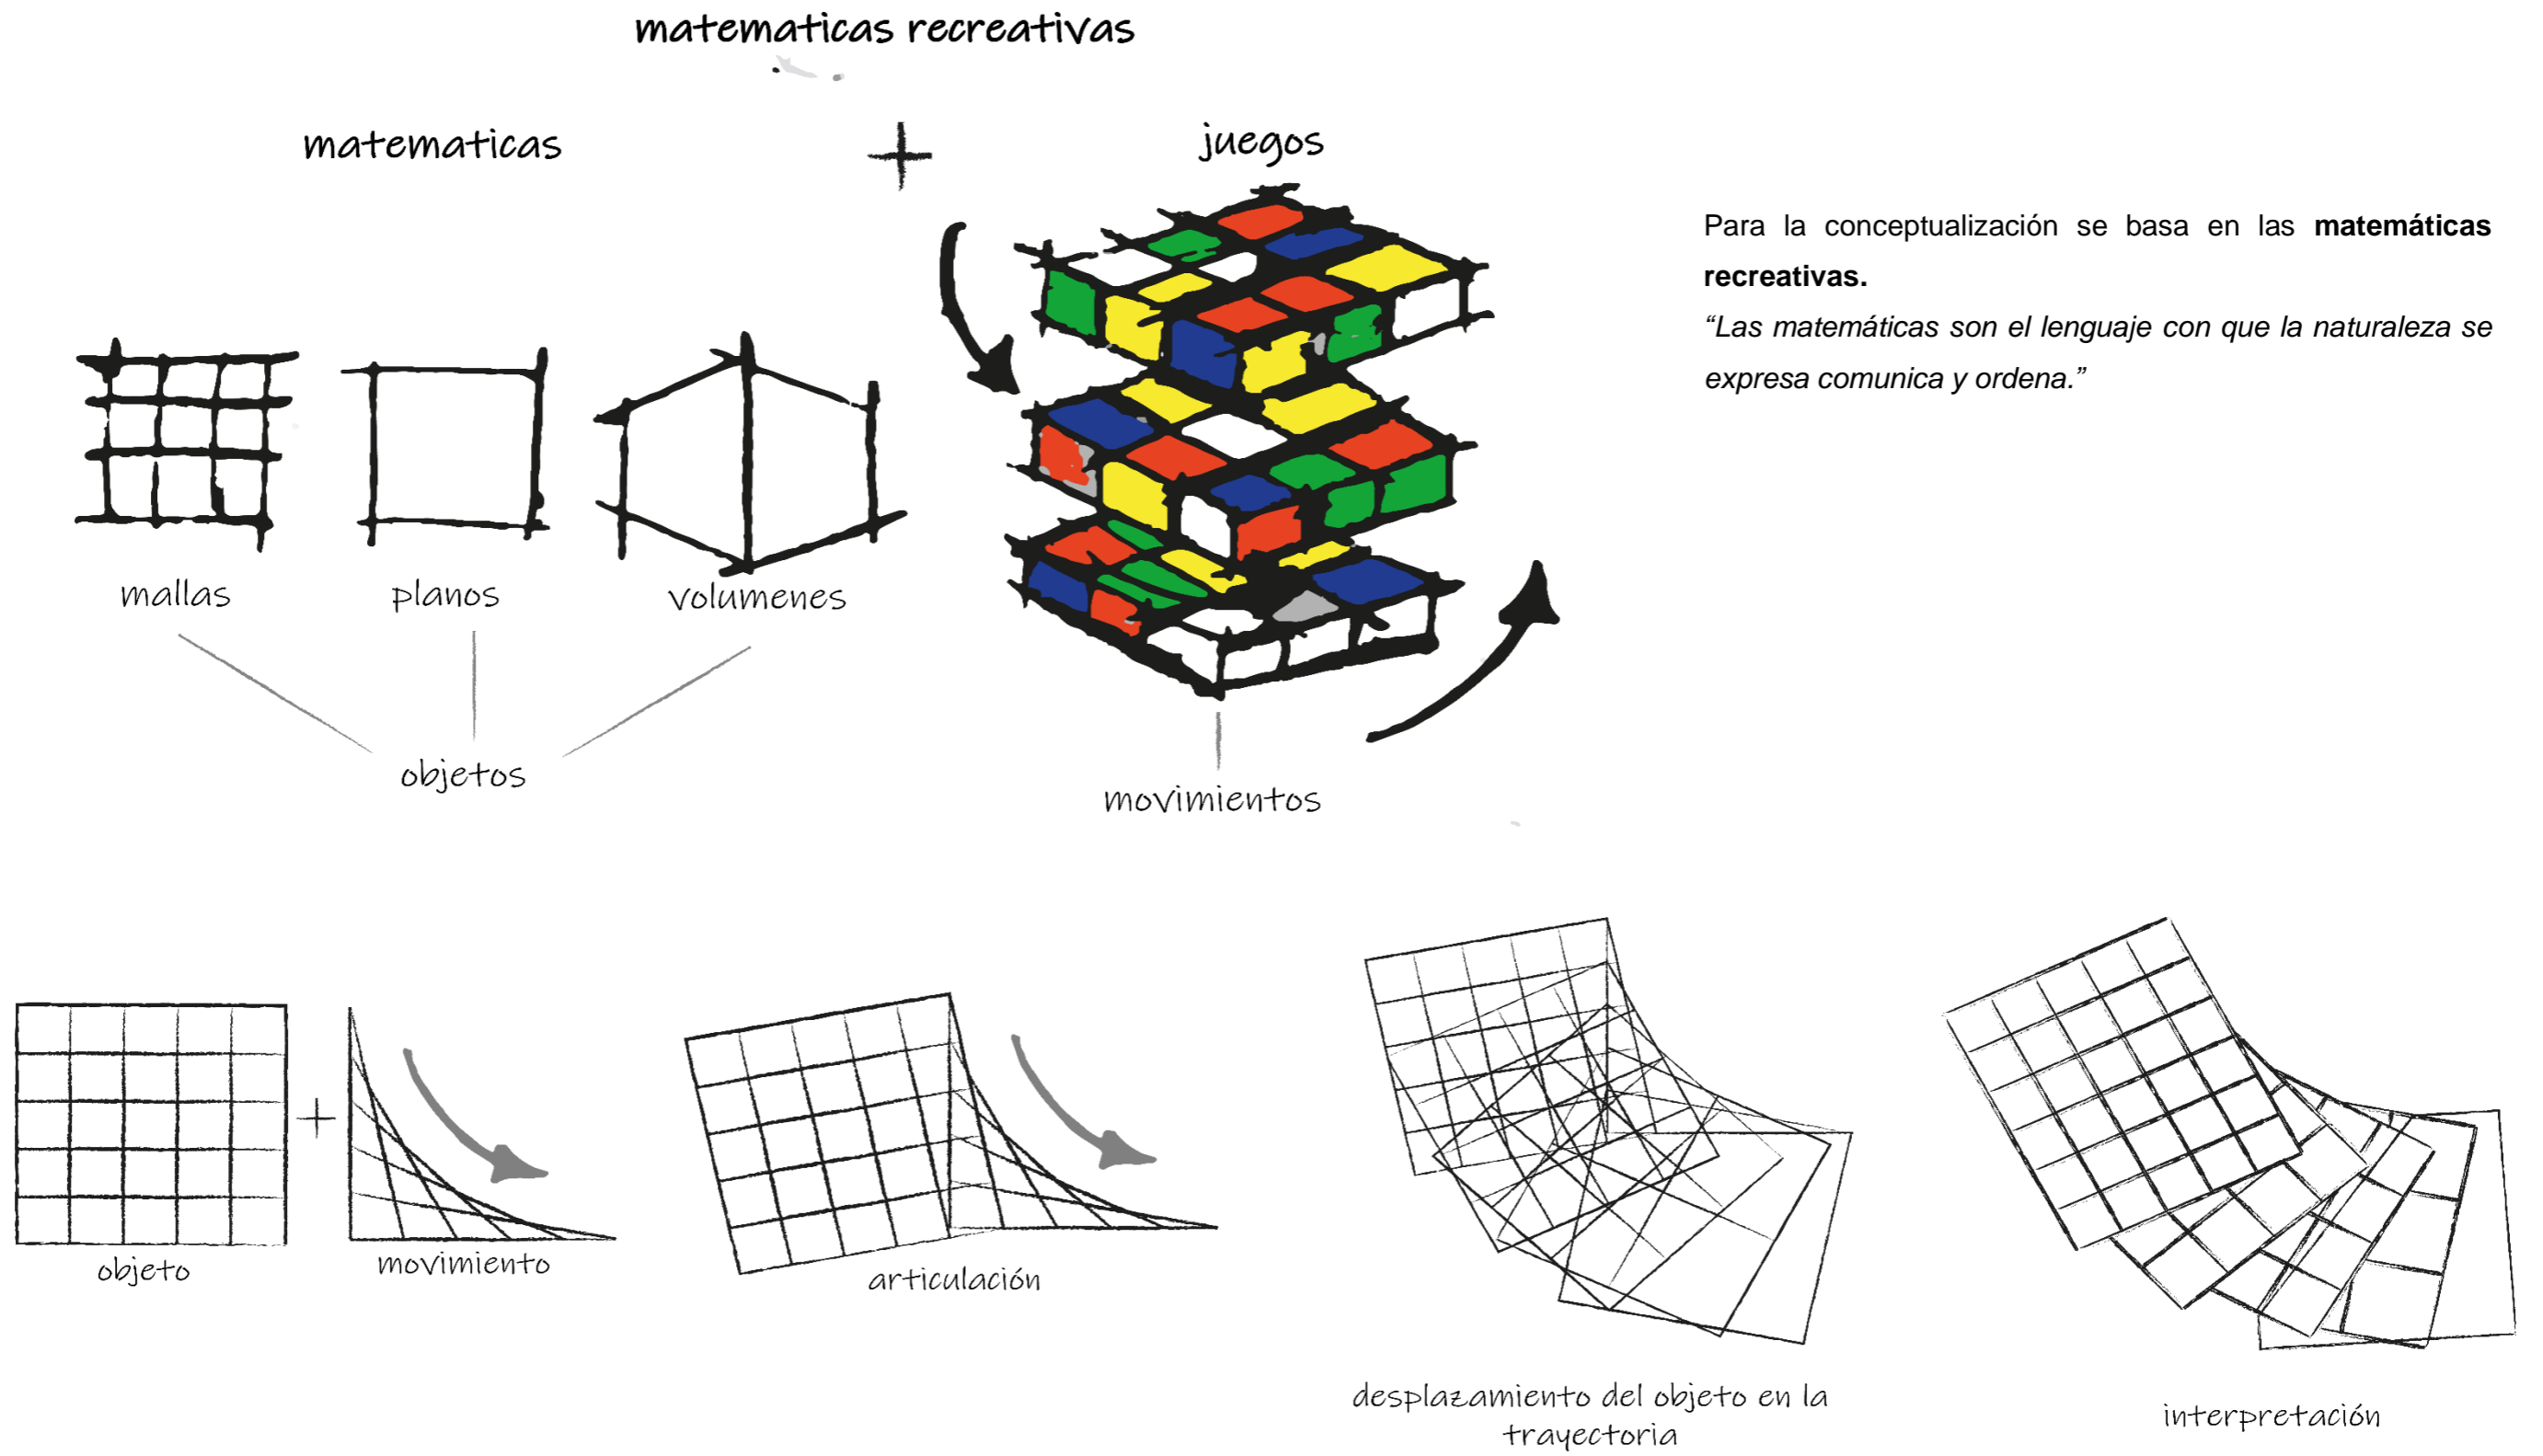 matematicas recreativas
matematicas
+
juegos
Para la conceptualización se basa en las matemáticas
recreativas.
“Las matemáticas son el lenguaje con que la naturaleza se
expresa comunica y ordena.”
mallas
planos
volumenes
objetos
movimientos
+
objeto
movimiento
articulación
desplazamiento del objeto en la
trayectoria
interpretación